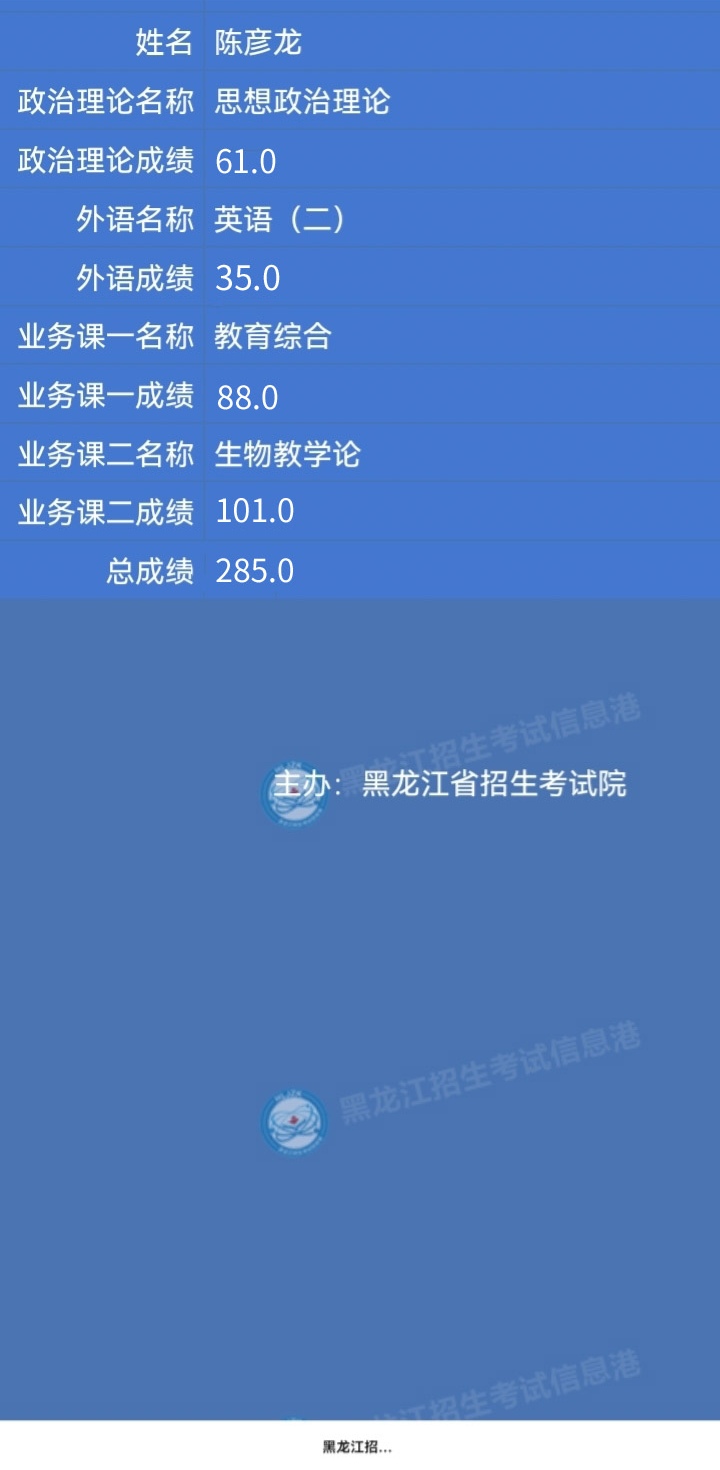 姓名 陈彦龙
政治理论名称 思想政治理论
政治理论成绩 61.0
外语名称 英语（二）
外语成绩 35.0
业务课一名称 教育综合
业务课一成绩 88.0
业务课二名称 生物教学论
业务课二成绩 101.0
总成绩 285.0
黑龙江招生考试信息港
主办：黑龙江省招生考试院
黑龙江招生考试信息港
龙江招生考试信息港
黑龙江招...